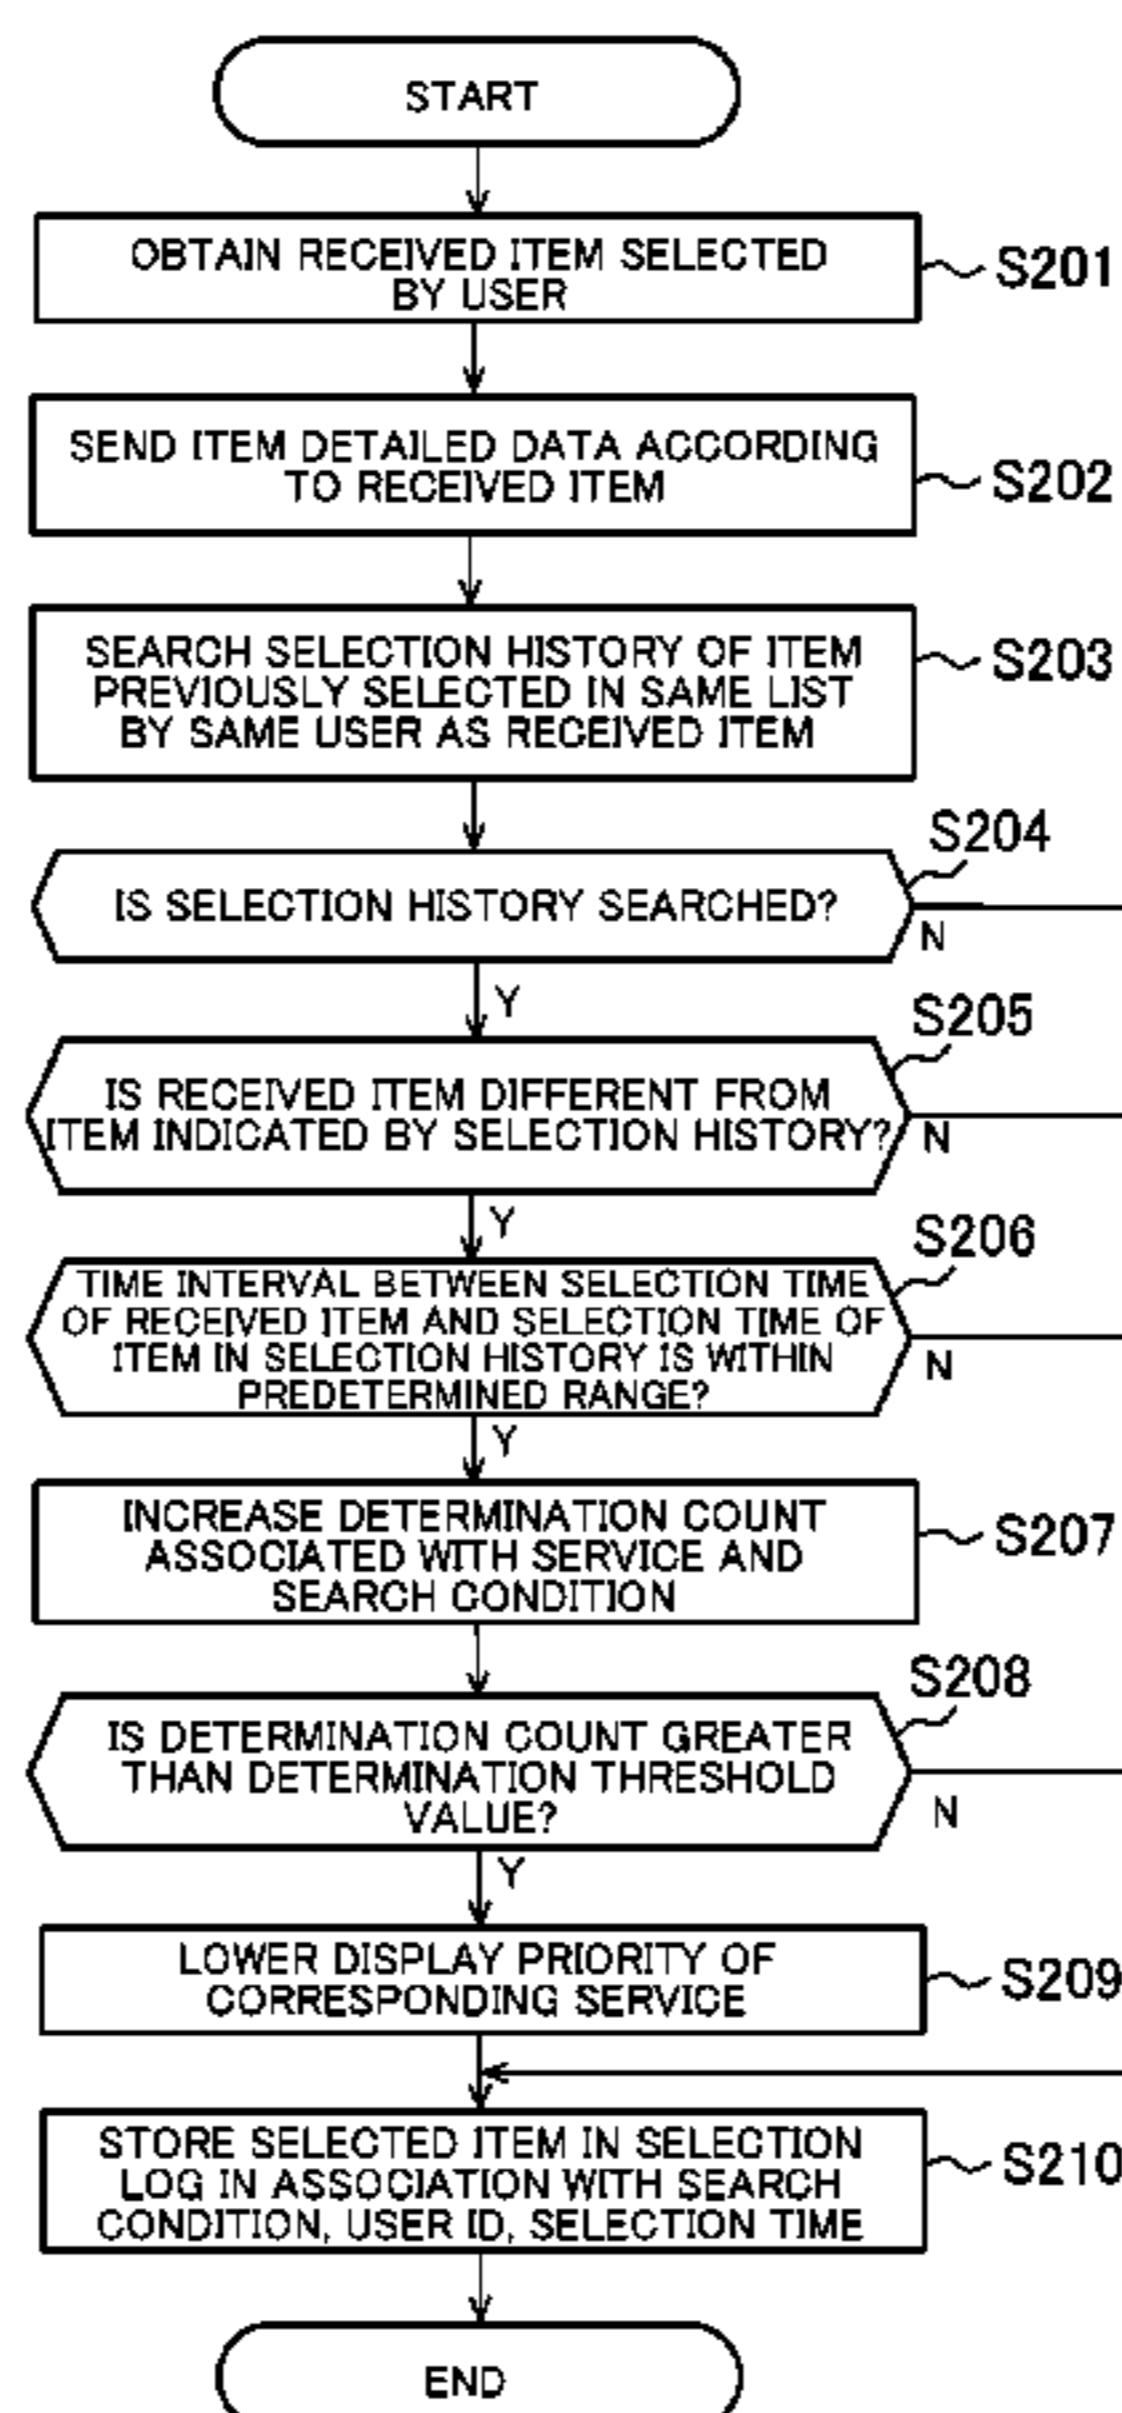 START
OBTAIN RECEIVED ITEM SELECTED
BY USER
S201
SEND ITEM DETAILED DATA ACCORDING
TO RECEIVED ITEM
S202
SEARCH SELECTION HISTORY OF ITEM
PREVIOUSLY SELECTED IN SAME LIST
BY SAME USER AS RECEIVED ITEM
S203
S204
IS SELECTION HISTORY SEARCHED?
N
Y
S205
IS RECEIVED ITEM DIFFERENT FROM
ITEM INDICATED BY SELECTION HISTORY?
N
Y
S206
TIME INTERVAL BETWEEN SELECTION TIME
OF RECEIVED ITEM AND SELECTION TIME OF
ITEM IN SELECTION HISTORY IS WITHIN
PREDETERMINED RANGE?
N
Y
INCREASE DETERMINATION COUNT
ASSOCIATED WITH SERVICE AND
SEARCH CONDITION
S207
S208
IS DETERMINATION COUNT GREATER
THAN DETERMINATION THRESHOLD
VALUE?
N
Y
LOWER DISPLAY PRIORITY OF
CORRESPONDING SERVICE
S209
STORE SELECTED ITEM IN SELECTION
LOG IN ASSOCIATION WITH SEARCH
CONDITION, USER ID, SELECTION TIME
S210
END